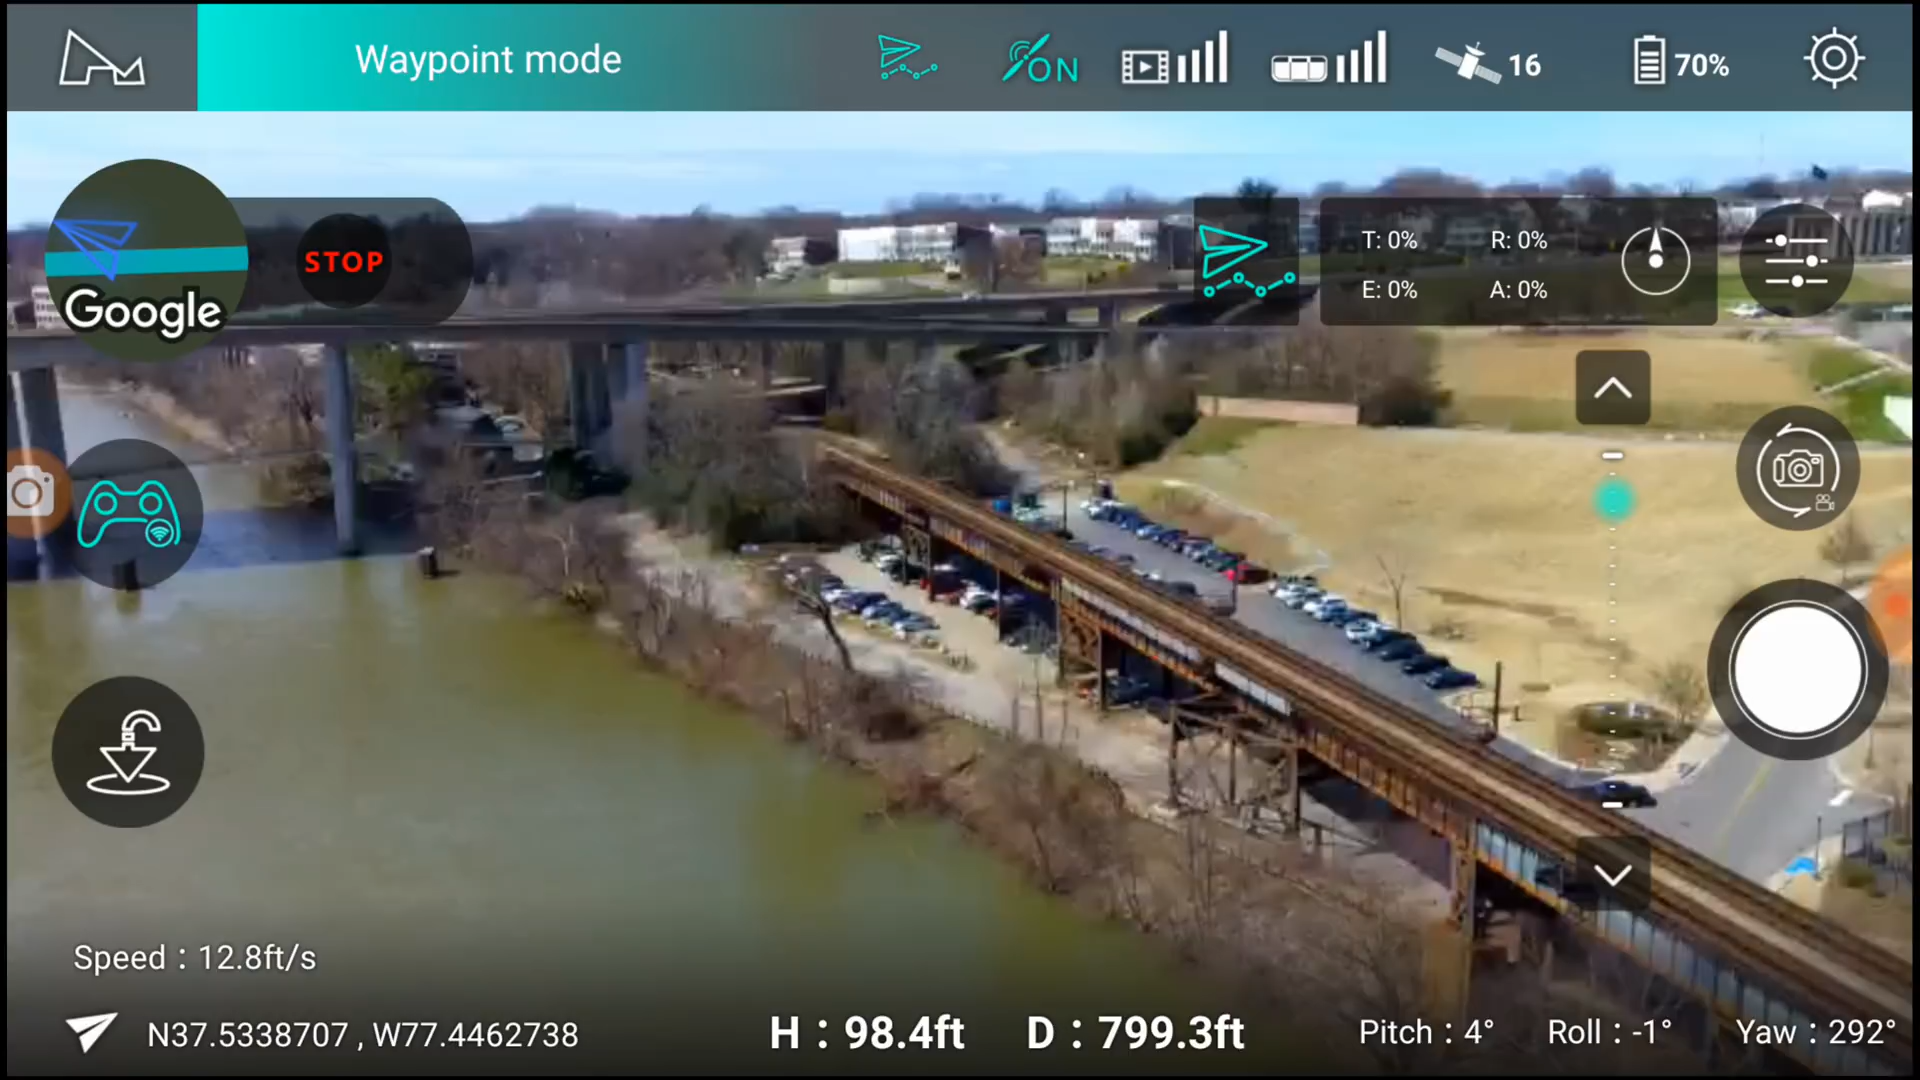 Waypoint mode
ON
16
70%
Google
STOP
T: 0%
R: 0%
E: 0%
A: 0%
Speed : 12.8ft/s
N37.5338707 , W77.4462738
H : 98.4ft
D : 799.3ft
Pitch : 4°
Roll : -1°
Yaw : 292°